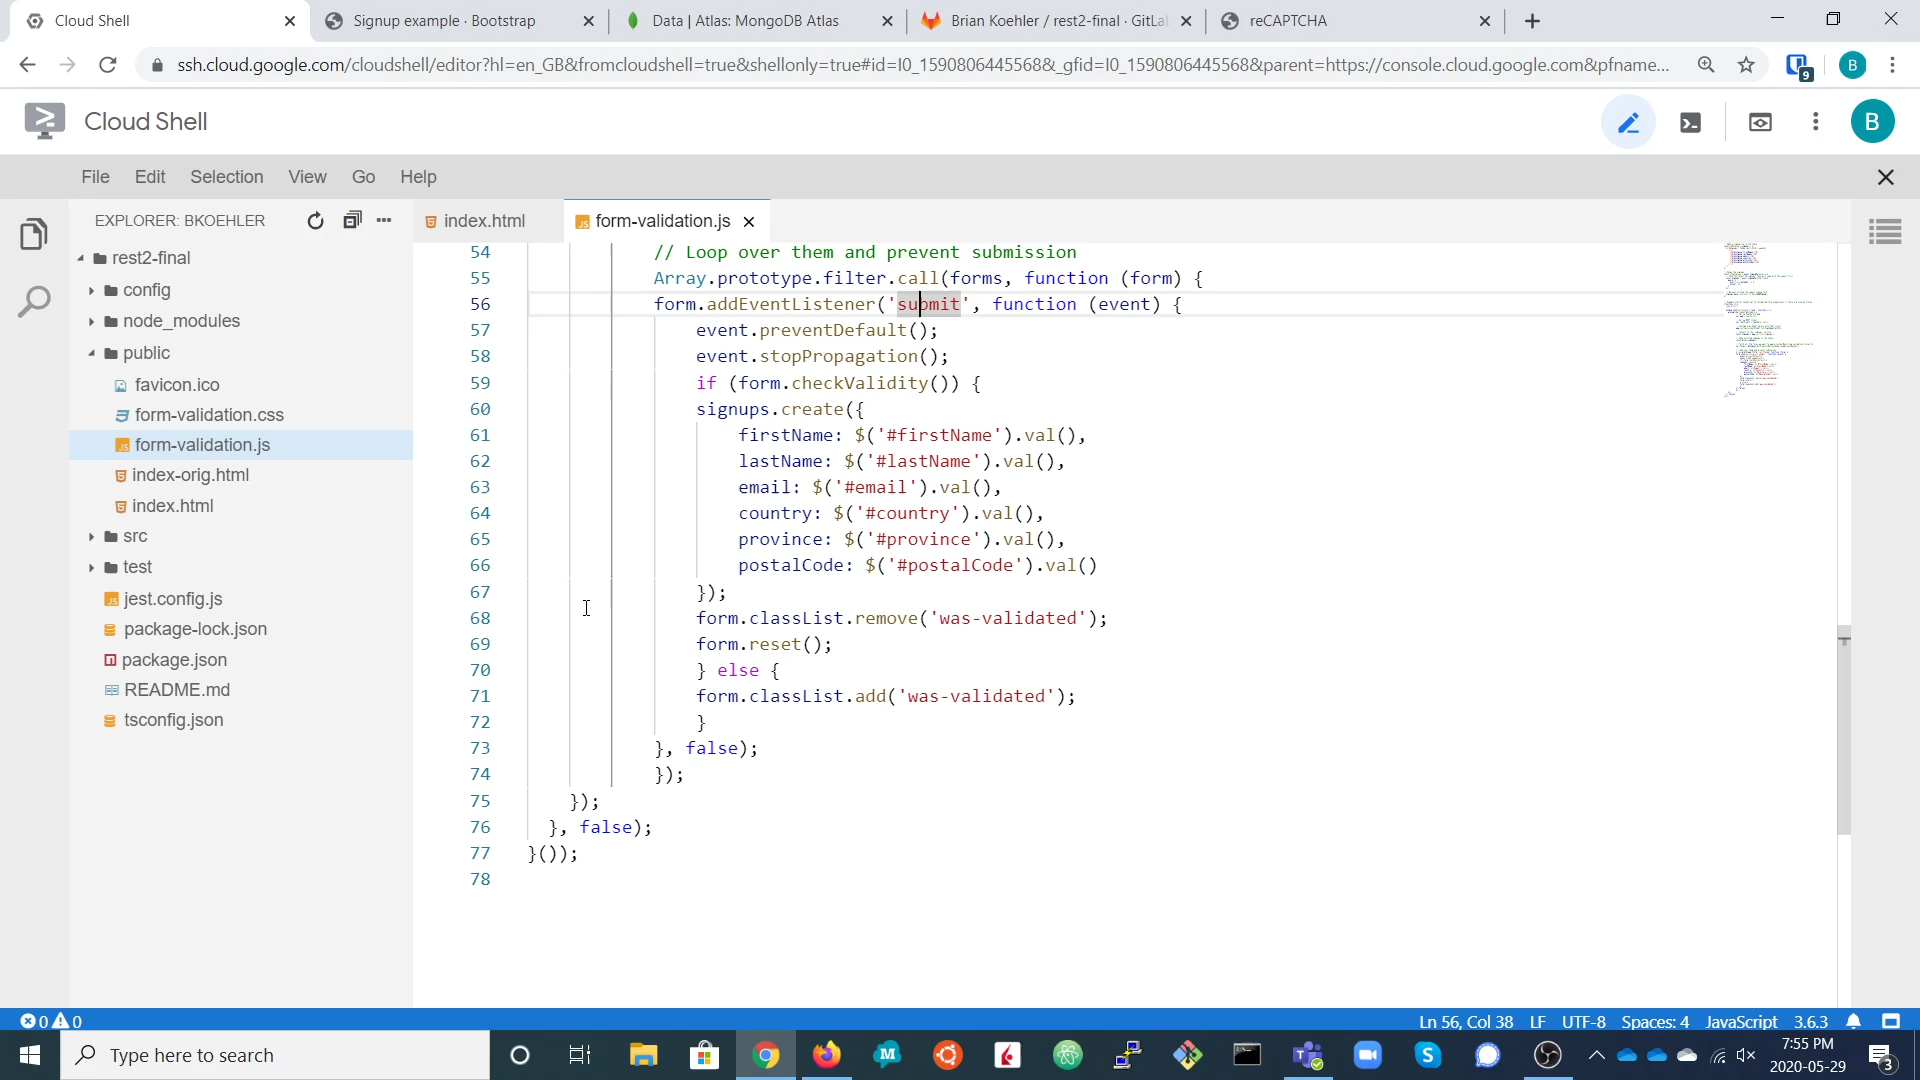 Cloud Shell
Signup example · Bootstrap
Data | Atlas: MongoDB Atlas
Brian Koehler / rest2-final · GitLa
reCAPTCHA
ssh.cloud.google.com/cloudshell/editor?hl=en_GB&fromcloudshell=true&shellonly=true#id=I0_1590806445568&_gfid=I0_1590806445568&parent=https://console.cloud.google.com&pfname...
9
B
Cloud Shell
B
File Edit Selection View Go Help
EXPLORER: BKOEHLER
index.html
form-validation.js
rest2-final
config
node_modules
public
favicon.ico
form-validation.css
form-validation.js
index-orig.html
index.html
src
test
jest.config.js
package-lock.json
package.json
README.md
tsconfig.json
54 // Loop over them and prevent submission
55 Array.prototype.filter.call(forms, function (form) {
56 form.addEventListener('submit', function (event) {
57 event.preventDefault();
58 event.stopPropagation();
59 if (form.checkValidity()) {
60 signups.create({
61 firstName: $('#firstName').val(),
62 lastName: $('#lastName').val(),
63 email: $('#email').val(),
64 country: $('#country').val(),
65 province: $('#province').val(),
66 postalCode: $('#postalCode').val()
67 });
68 form.classList.remove('was-validated');
69 form.reset();
70 } else {
71 form.classList.add('was-validated');
72 }
73 }, false);
74 });
75 });
76 }, false);
77 }());
78
0 0
Ln 56, Col 38 LF UTF-8 Spaces: 4 JavaScript 3.6.3
Type here to search
7:55 PM
2020-05-29
3